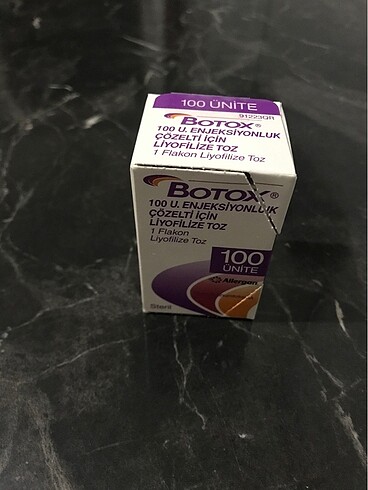 100 ÜNİTE
91223QR
BOTOX®
100 U. ENJEKSİYONLUK
ÇÖZELTİ İÇİN
LİYOFİLİZE TOZ
1 Flakon Liyofilize Toz
BOTOX®
100 U. ENJEKSİYONLUK
ÇÖZELTİ İÇİN
LİYOFİLİZE TOZ
1 Flakon
Liyofilize Toz
100
ÜNİTE
Allergan
Steril